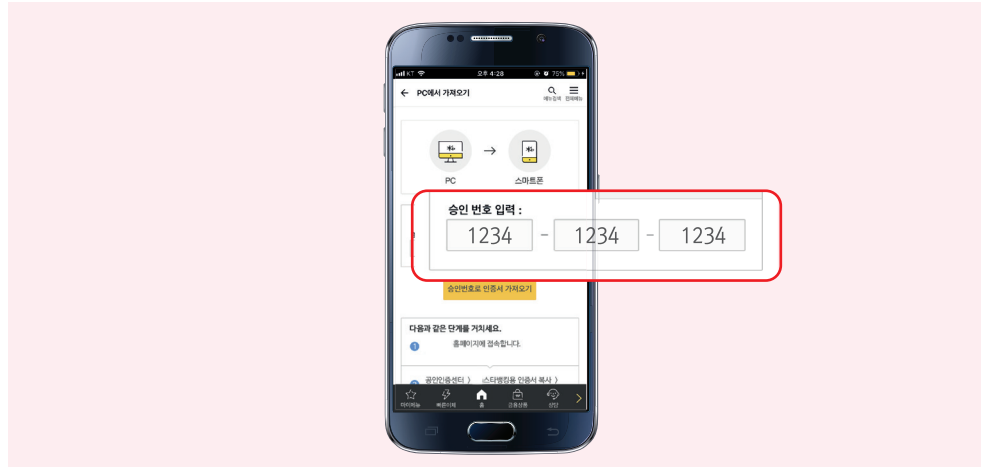 KT 오후 4:28 75%
PC에서 가져오기
메뉴검색 전체메뉴
PC → 스마트폰
승인 번호 입력 :
1234 - 1234 - 1234
승인번호로 인증서 가져오기
다음과 같은 단계를 거치세요.
1 홈페이지에 접속합니다.
공인인증센터 〉 스타뱅킹용 인증서 복사 〉
마이메뉴 빠른이체 홈 금융상품 상담